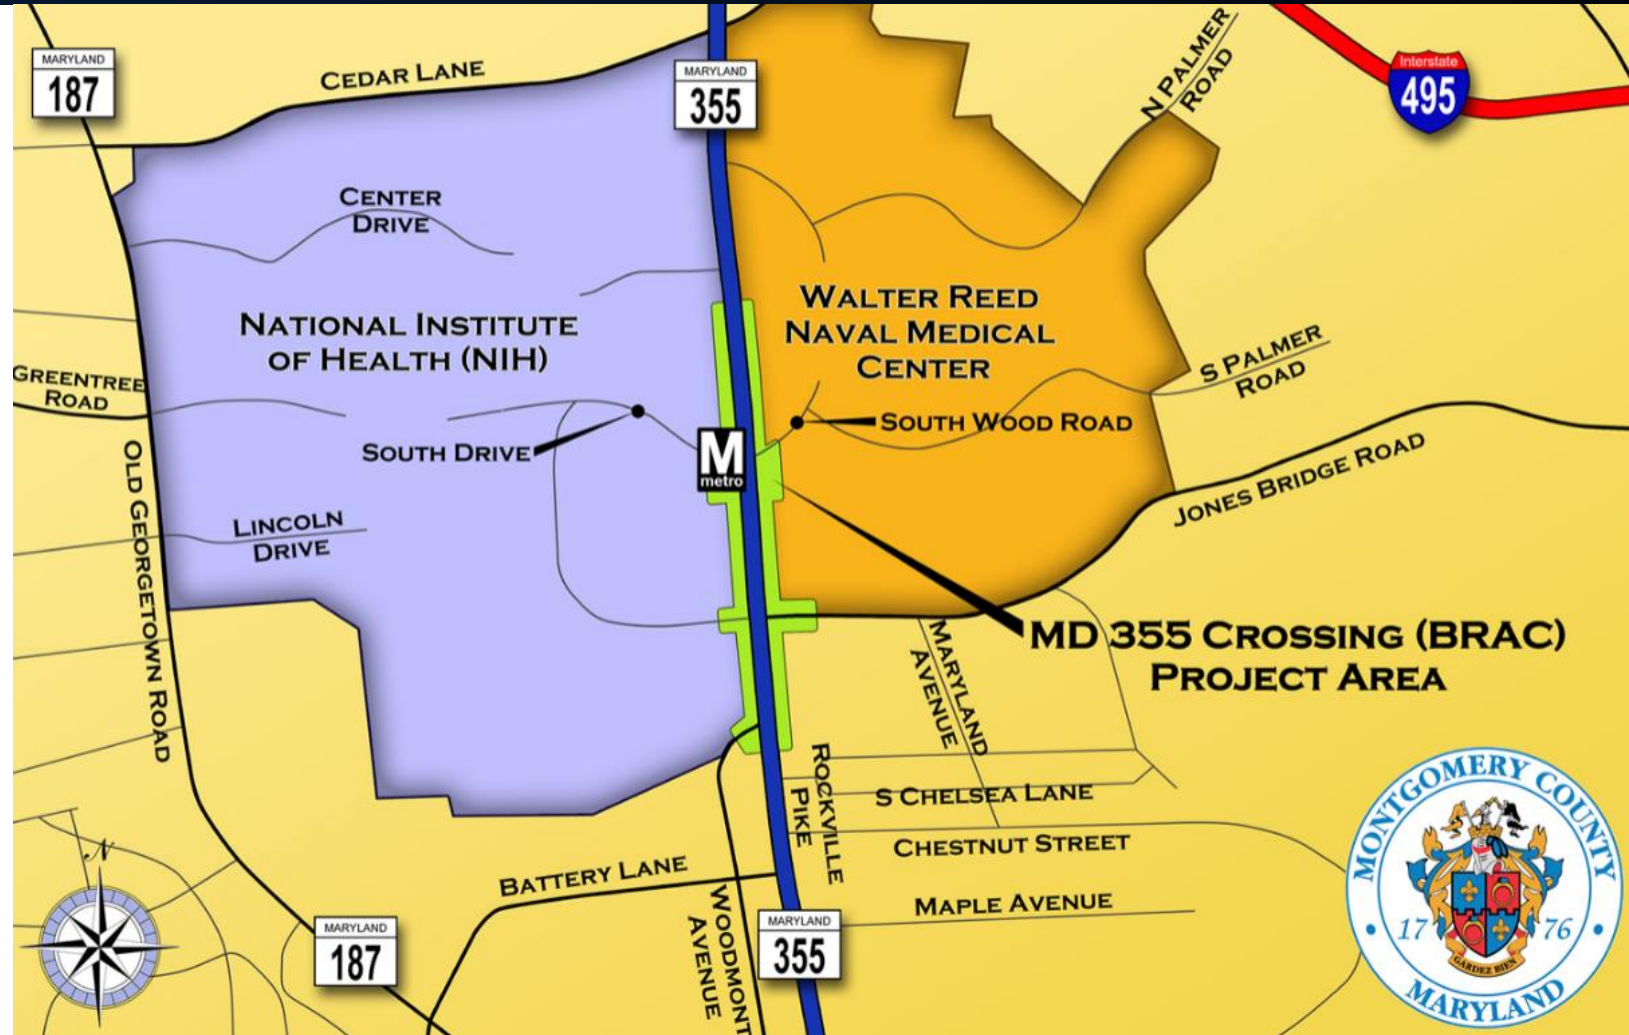 MARYLAND
187
CEDAR LANE
MARYLAND
355
N PALMER
ROAD
Interstate
495
CENTER
DRIVE
NATIONAL INSTITUTE
OF HEALTH (NIH)
WALTER REED
NAVAL MEDICAL
CENTER
GREENTREE
ROAD
S PALMER
ROAD
SOUTH DRIVE
M
metro
SOUTH WOOD ROAD
OLD GEORGETOWN ROAD
LINCOLN
DRIVE
JONES BRIDGE ROAD
MD 355 CROSSING (BRAC)
PROJECT AREA
MARYLAND
AVENUE
ROCKVILLE
PIKE
S CHELSEA LANE
CHESTNUT STREET
BATTERY LANE
MAPLE AVENUE
WOODMONT
AVENUE
N
MARYLAND
187
MARYLAND
355
MONTGOMERY COUNTY
17 76
GARDEZ BIEN
MARYLAND